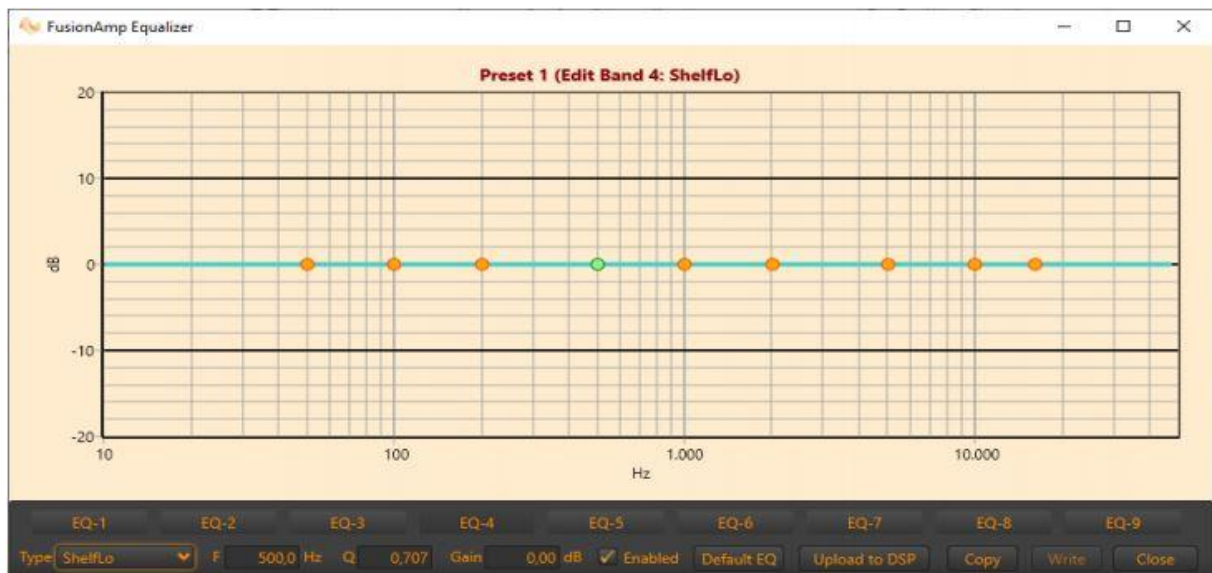 FusionAmp Equalizer
Preset 1 (Edit Band 4: ShelfLo)
20
10
0
-10
-20
dB
10 100 1.000 10.000
Hz
EQ-1 EQ-2 EQ-3 EQ-4 EQ-5 EQ-6 EQ-7 EQ-8 EQ-9
Type ShelfLo F 500,0 Hz Q 0,707 Gain 0,00 dB Enabled Default EQ Upload to DSP Copy Write Close